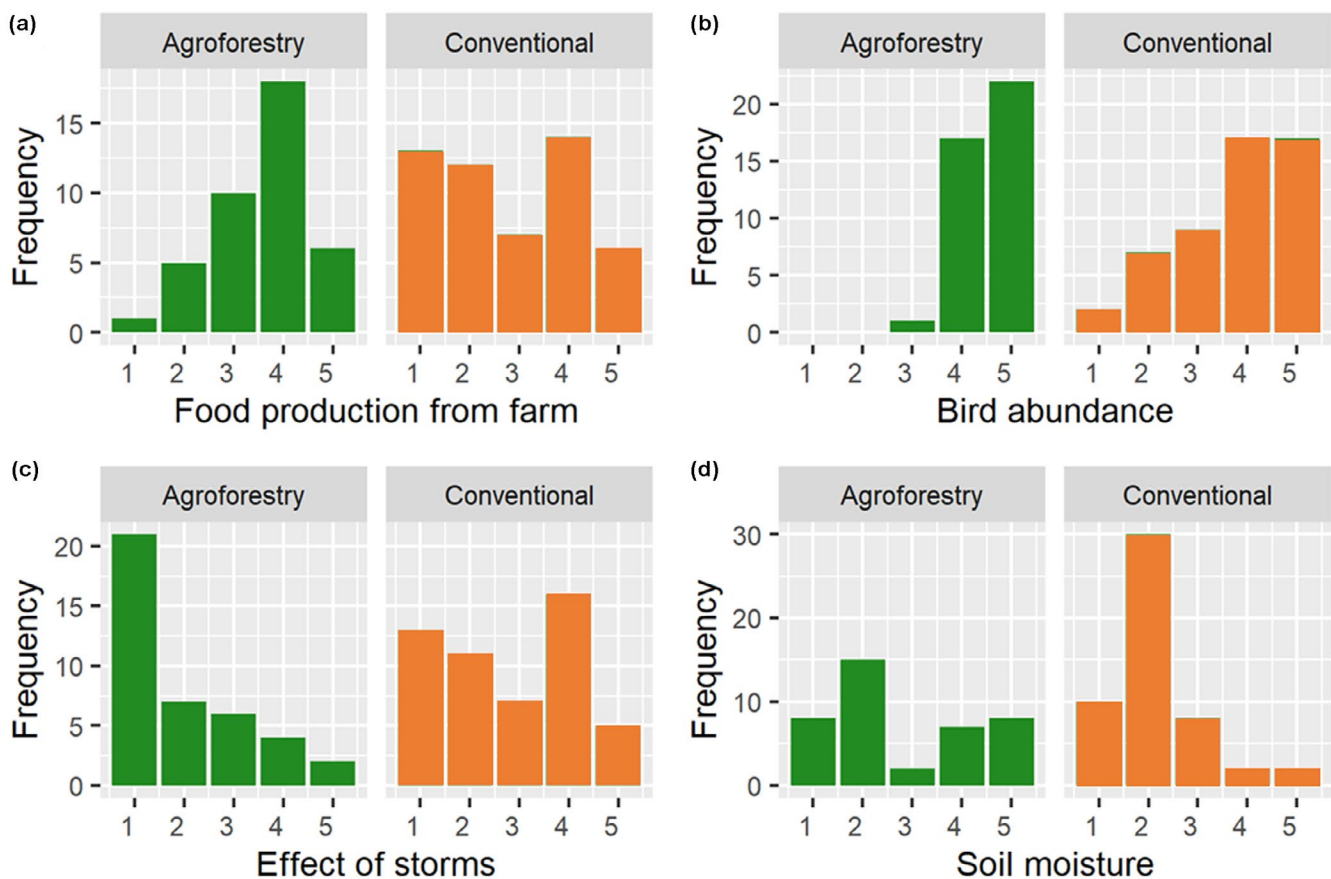 (a)
Agroforestry Conventional
Frequency
15
10
5
0
1 2 3 4 5 1 2 3 4 5
Food production from farm
(b)
Agroforestry Conventional
Frequency
20
15
10
5
0
1 2 3 4 5 1 2 3 4 5
Bird abundance
(c)
Agroforestry Conventional
Frequency
20
15
10
5
0
1 2 3 4 5 1 2 3 4 5
Effect of storms
(d)
Agroforestry Conventional
Frequency
30
20
10
0
1 2 3 4 5 1 2 3 4 5
Soil moisture